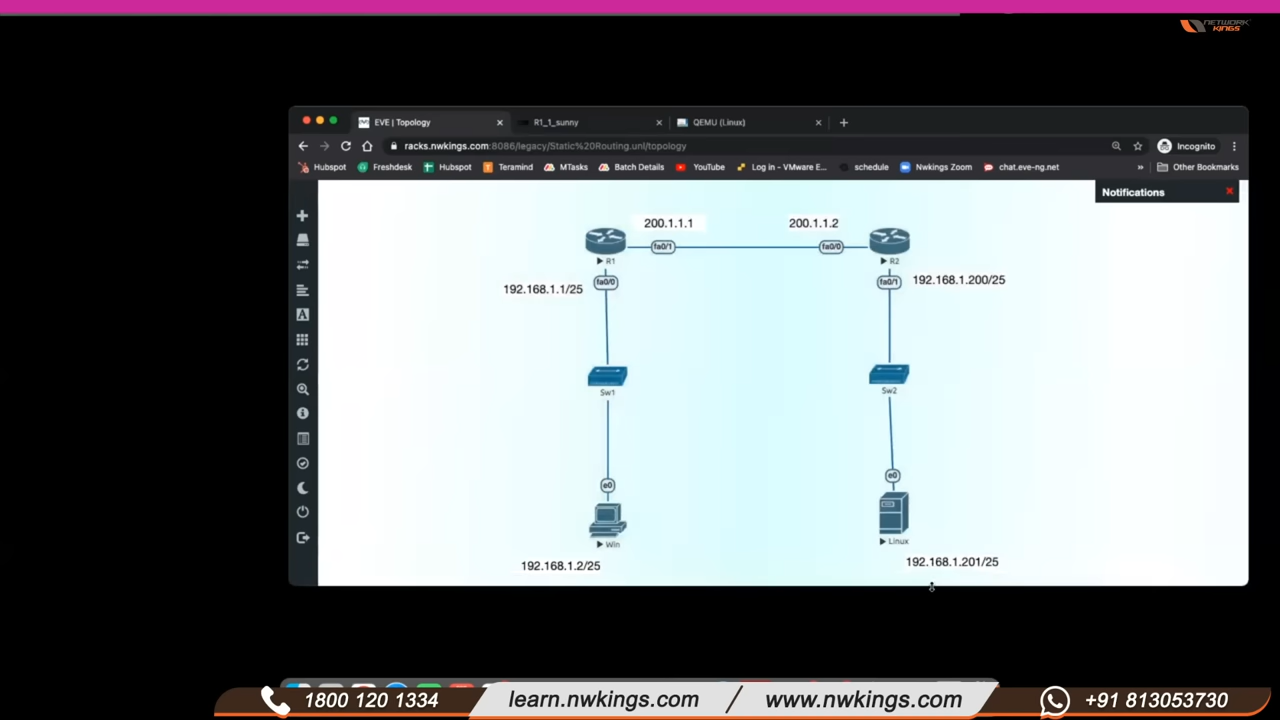 NETWORK
KINGS
EVE | Topology
R1_1_sunny
QEMU (Linux)
racks.nwkings.com:8086/legacy/Static%20Routing.unl/topology
Incognito
Hubspot
Freshdesk
Hubspot
Teramind
MTasks
Batch Details
YouTube
Log in - VMware E...
schedule
Nwkings Zoom
chat.eve-ng.net
»
Other Bookmarks
Notifications
200.1.1.1
200.1.1.2
fa0/1
fa0/0
R1
R2
192.168.1.1/25
fa0/0
fa0/1
192.168.1.200/25
Sw1
Sw2
e0
e0
Win
Linux
192.168.1.2/25
192.168.1.201/25
1800 120 1334
learn.nwkings.com / www.nwkings.com
+91 813053730